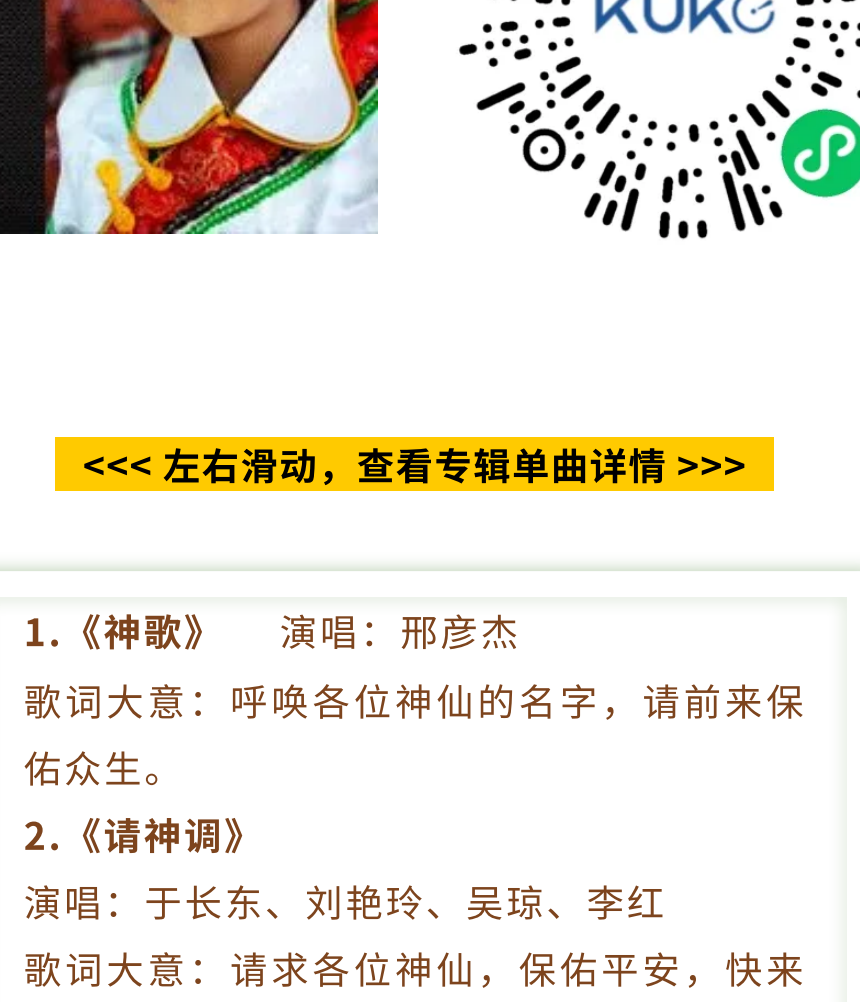 KUKe
<<< 左右滑动，查看专辑单曲详情 >>>
1.《神歌》 演唱：邢彦杰
歌词大意：呼唤各位神仙的名字，请前来保
佑众生。
2.《请神调》
演唱：于长东、刘艳玲、吴琼、李红
歌词大意：请求各位神仙，保佑平安，快来